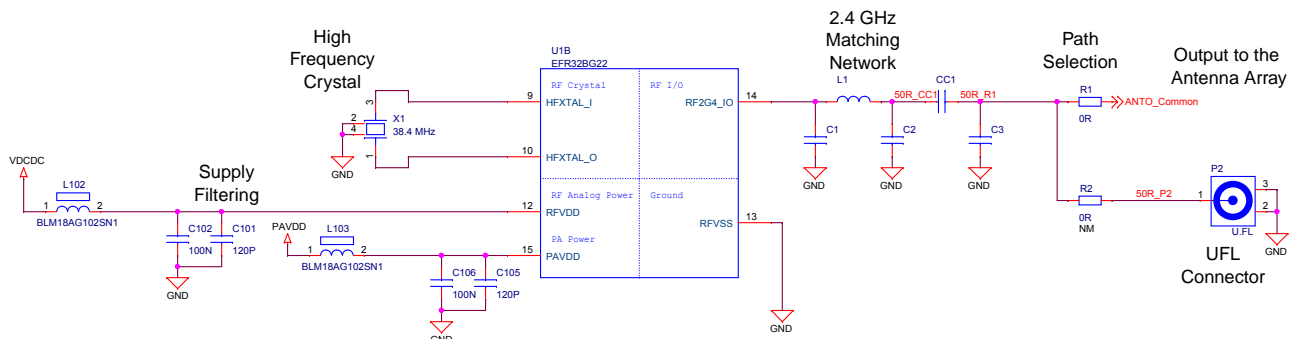 High
Frequency
Crystal
3
2
4
1
X1
38.4 MHz
GND
U1B
EFR32BG22
RF Crystal
RF I/O
9
HFXTAL_I
RF2G4_IO
14
10
HFXTAL_O
RF Analog Power
Ground
12
RFVDD
RFVSS
13
PA Power
15
PAVDD
GND
VDCDC
L102
1
2
BLM18AG102SN1
Supply
Filtering
C102
100N
C101
120P
GND
PAVDD
L103
1
2
BLM18AG102SN1
C106
100N
C105
120P
GND
2.4 GHz
Matching
Network
L1
50R_CC1
CC1
50R_R1
C1
C2
C3
GND
GND
GND
Path
Selection
R1
0R
ANTO_Common
Output to the
Antenna Array
R2
0R
NM
50R_P2
P2
1
3
2
U.FL
GND
UFL
Connector